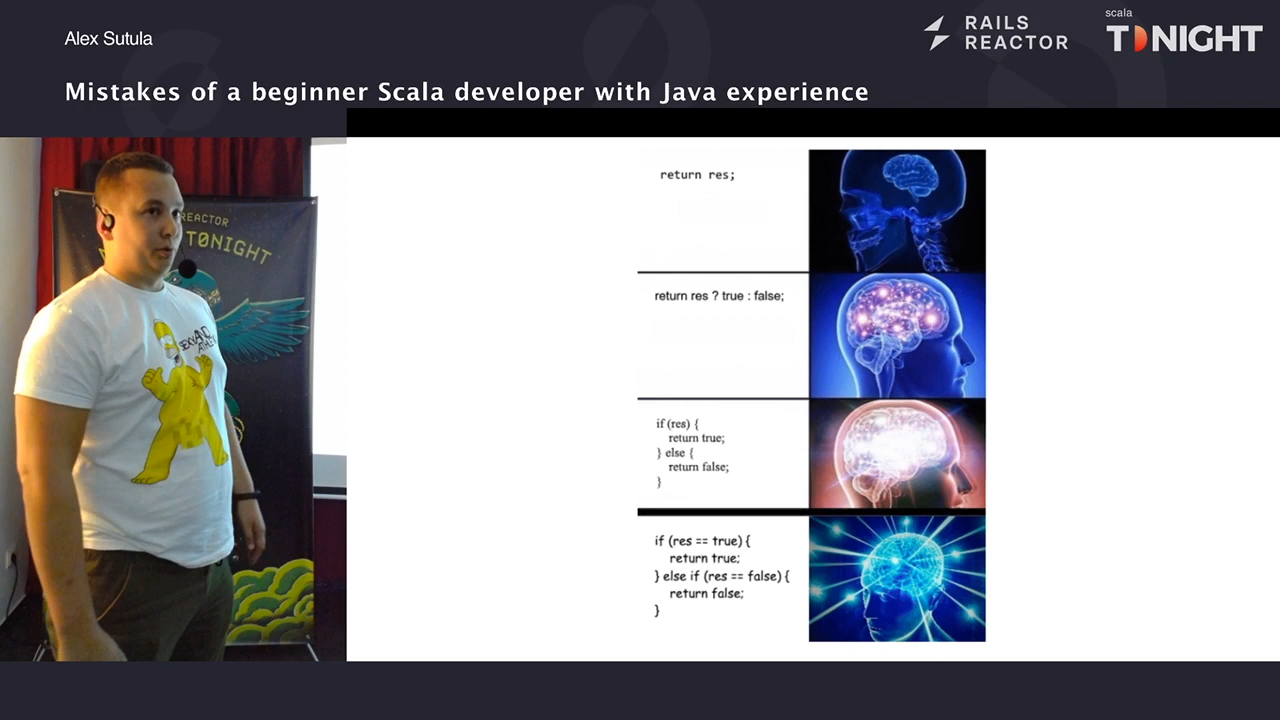 Alex Sutula
Mistakes of a beginner Scala developer with Java experience
RAILS
REACTOR
scala
TONIGHT
REACTOR
TONIGHT
SEXY AND
return res;
return res ? true : false;
if (res) {
return true;
} else {
return false;
}
if (res == true) {
return true;
} else if (res == false) {
return false;
}